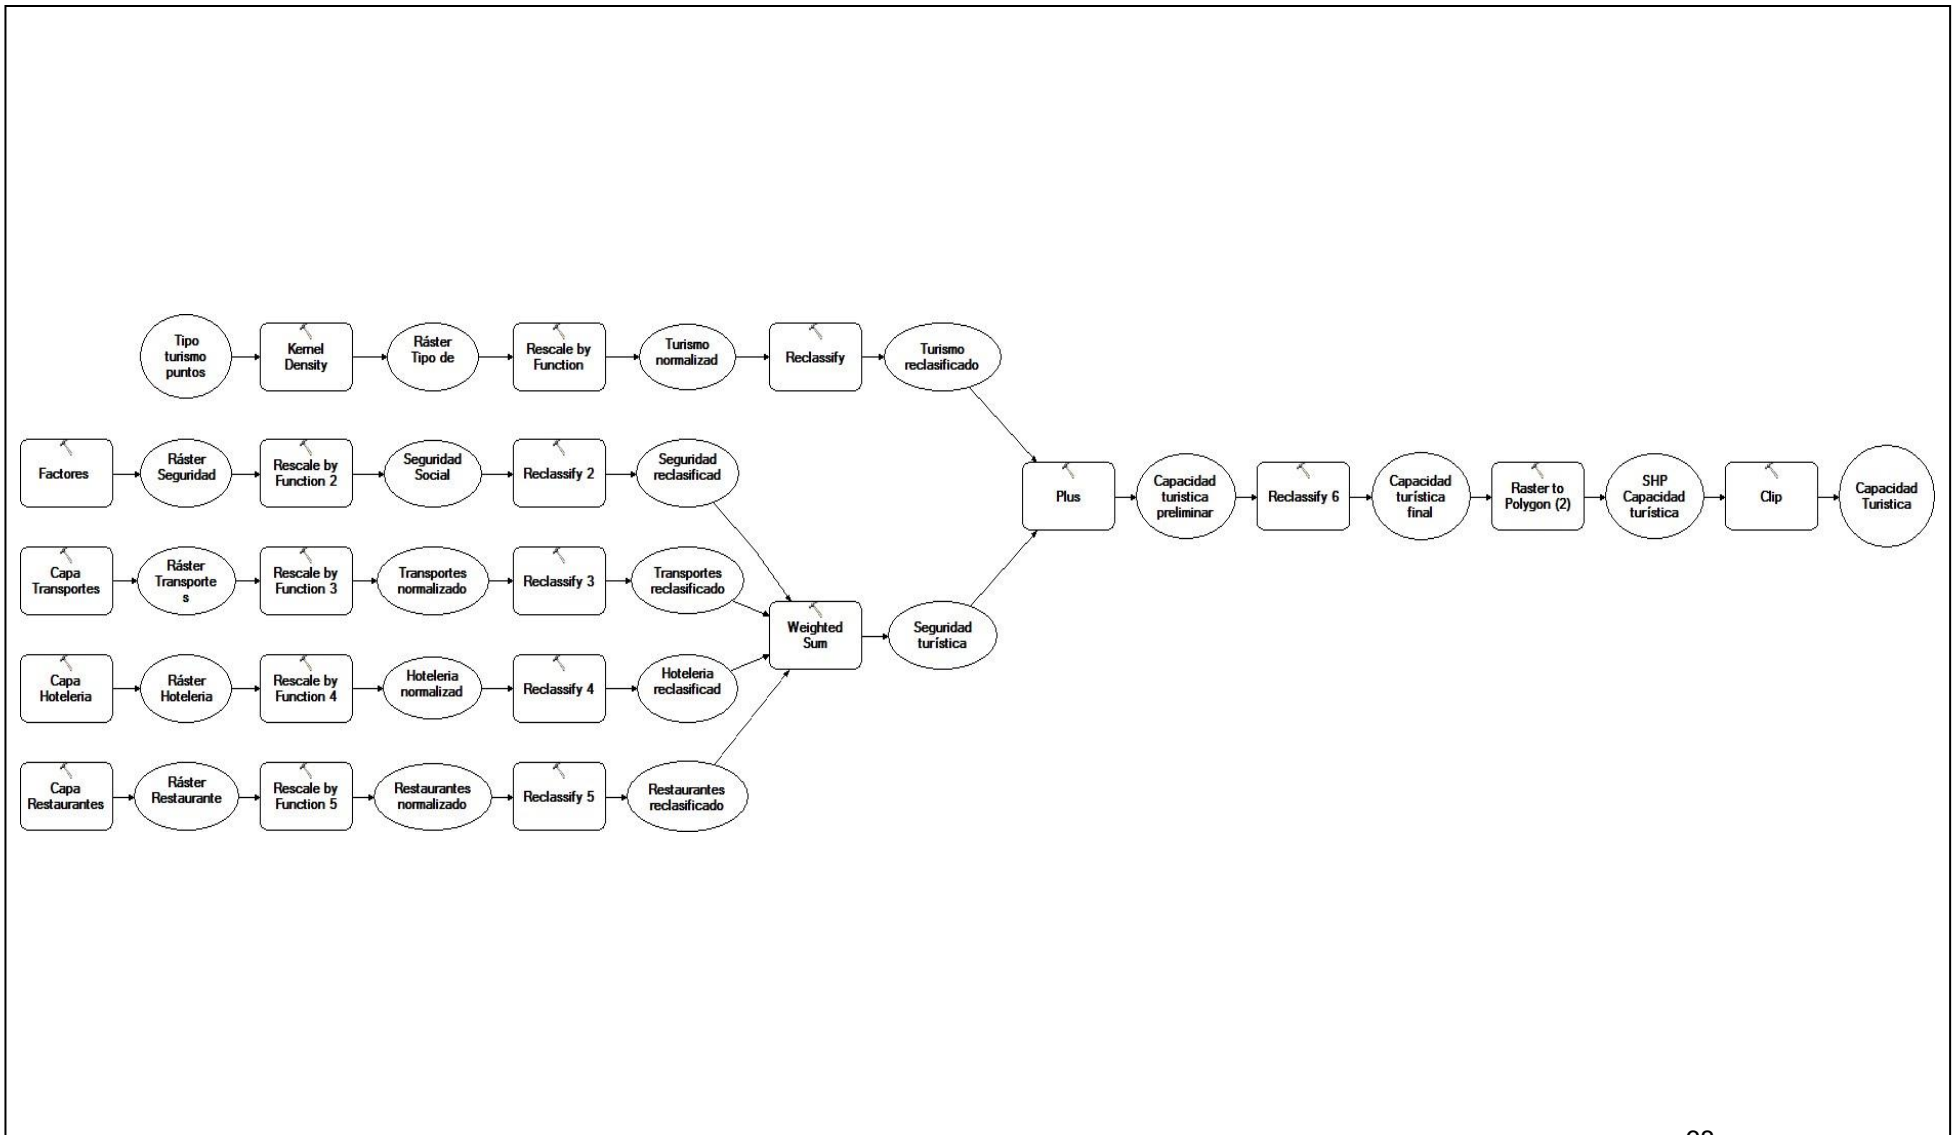 Tipo
turismo
puntos
Kernel
Density
Ráster
Tipo de
Rescale by
Function
Turismo
normalizad
Reclassify
Turismo
reclasificado
Factores
Ráster
Seguridad
Rescale by
Function 2
Seguridad
Social
Reclassify 2
Seguridad
reclasificad
Capa
Transportes
Ráster
Transporte
s
Rescale by
Function 3
Transportes
normalizado
Reclassify 3
Transportes
reclasificado
Capa
Hoteleria
Ráster
Hoteleria
Rescale by
Function 4
Hoteleria
normalizad
Reclassify 4
Hoteleria
reclasificad
Capa
Restaurantes
Ráster
Restaurante
Rescale by
Function 5
Restaurantes
normalizado
Reclassify 5
Restaurantes
reclasificado
Weighted
Sum
Seguridad
turística
Plus
Capacidad
turistica
preliminar
Reclassify 6
Capacidad
turística
final
Raster to
Polygon (2)
SHP
Capacidad
turística
Clip
Capacidad
Turistica